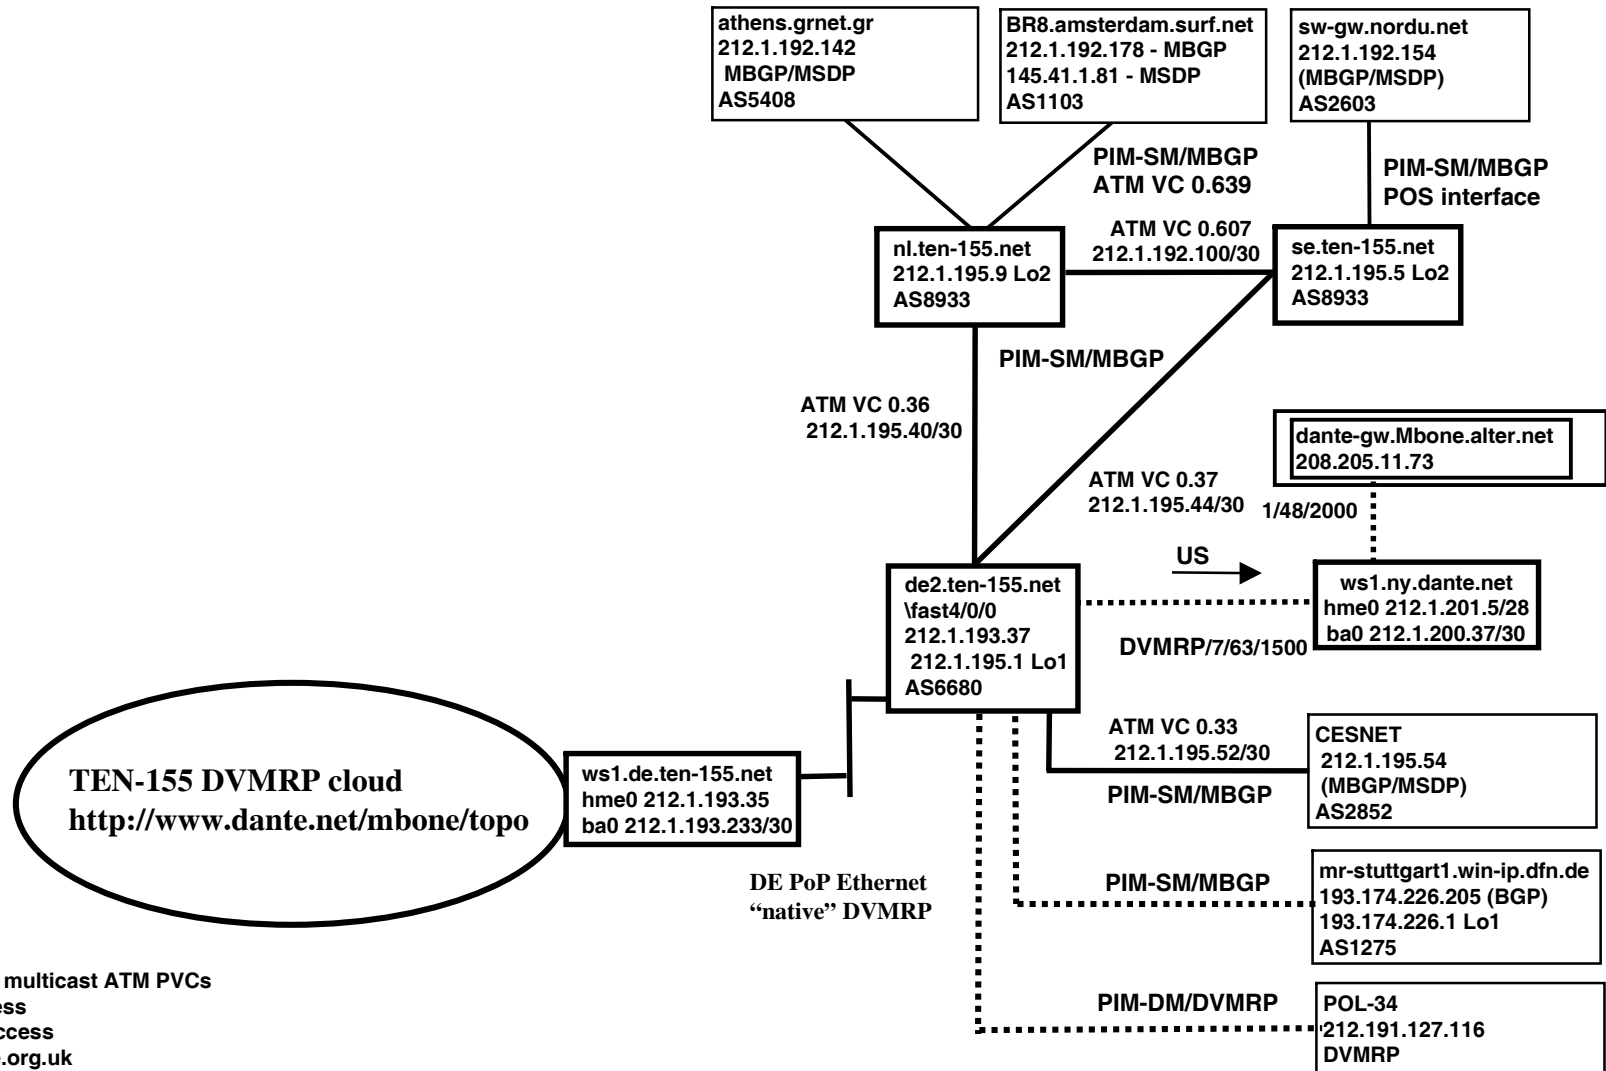 athens.grnet.gr
212.1.192.142
MBGP/MSDP
AS5408
BR8.amsterdam.surf.net
212.1.192.178 - MBGP
145.41.1.81 - MSDP
AS1103
sw-gw.nordu.net
212.1.192.154
(MBGP/MSDP)
AS2603
PIM-SM/MBGP
ATM VC 0.639
PIM-SM/MBGP
POS interface
nl.ten-155.net
212.1.195.9 Lo2
AS8933
ATM VC 0.607
212.1.192.100/30
se.ten-155.net
212.1.195.5 Lo2
AS8933
PIM-SM/MBGP
ATM VC 0.36
212.1.195.40/30
ATM VC 0.37
212.1.195.44/30
dante-gw.Mbone.alter.net
208.205.11.73
1/48/2000
US
de2.ten-155.net
\fast4/0/0
212.1.193.37
212.1.195.1 Lo1
AS6680
ws1.ny.dante.net
hme0 212.1.201.5/28
ba0 212.1.200.37/30
DVMRP/7/63/1500
TEN-155 DVMRP cloud
http://www.dante.net/mbone/topo
ws1.de.ten-155.net
hme0 212.1.193.35
ba0 212.1.193.233/30
ATM VC 0.33
212.1.195.52/30
PIM-SM/MBGP
CESNET
212.1.195.54
(MBGP/MSDP)
AS2852
DE PoP Ethernet
“native” DVMRP
PIM-SM/MBGP
mr-stuttgart1.win-ip.dfn.de
193.174.226.205 (BGP)
193.174.226.1 Lo1
AS1275
PIM-DM/DVMRP
POL-34
212.191.127.116
DVMRP
multicast ATM PVCs
ess
ccess
e.org.uk